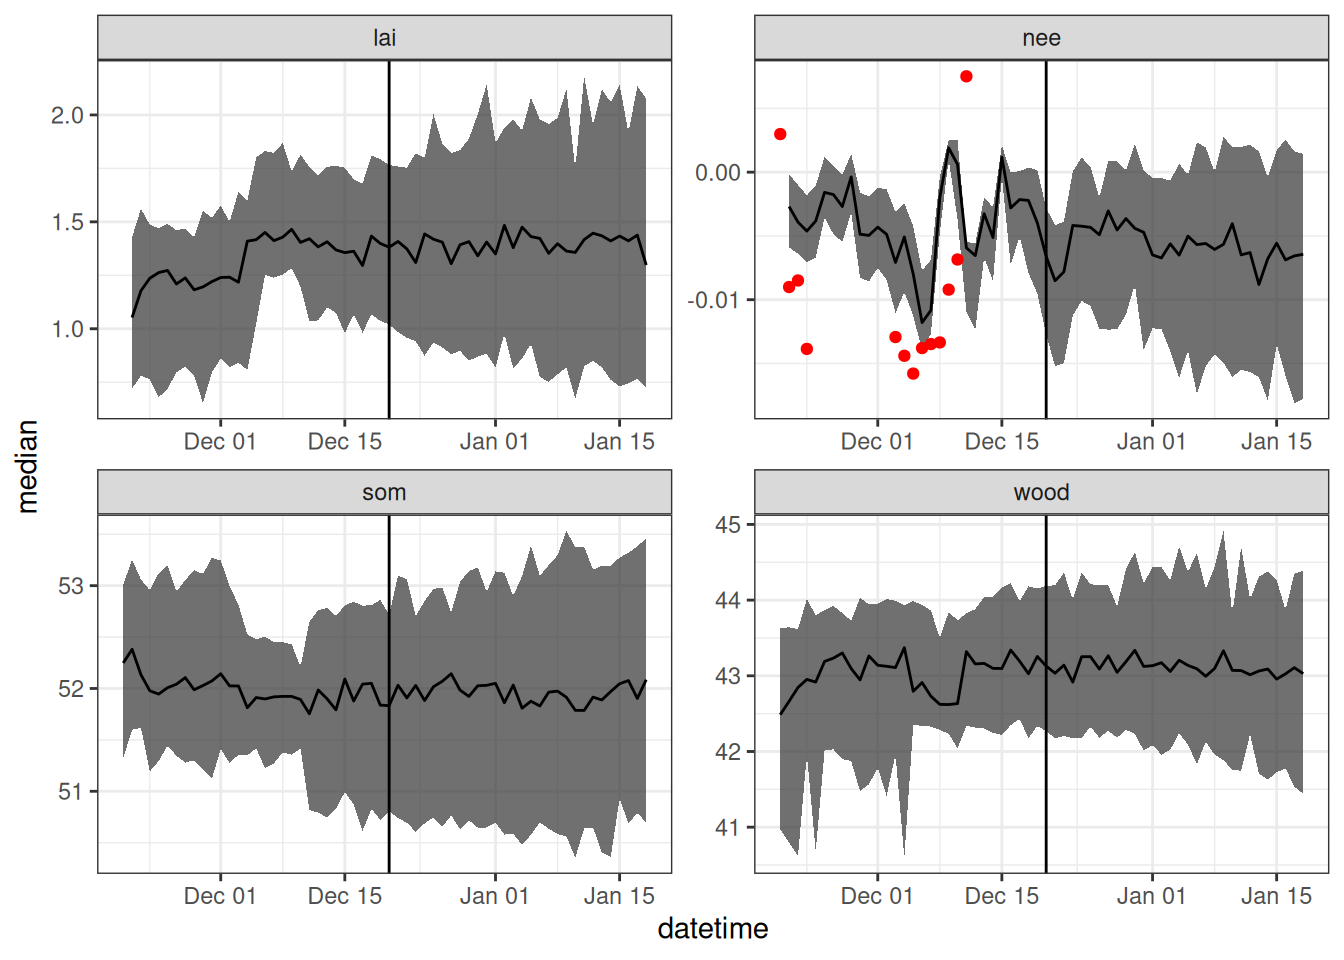 lai
nee
2.0
1.5
1.0
0.00
-0.01
Dec 01 Dec 15 Jan 01 Jan 15
Dec 01 Dec 15 Jan 01 Jan 15
median
som
wood
53
52
51
45
44
43
42
41
Dec 01 Dec 15 Jan 01 Jan 15
Dec 01 Dec 15 Jan 01 Jan 15
datetime